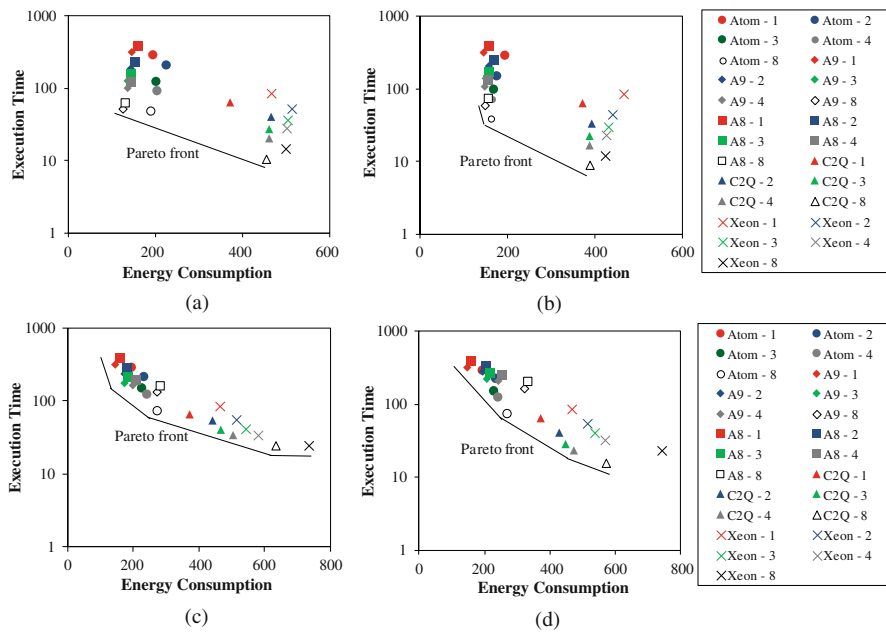 1000
100
10
1
0
200
400
600
Execution Time
Energy Consumption
Pareto front
(a)
1000
100
10
1
0
200
400
600
Execution Time
Energy Consumption
Pareto front
(b)
Atom - 1
Atom - 2
Atom - 3
Atom - 4
Atom - 8
A9 - 1
A9 - 2
A9 - 3
A9 - 4
A9 - 8
A8 - 1
A8 - 2
A8 - 3
A8 - 4
A8 - 8
C2Q - 1
C2Q - 2
C2Q - 3
C2Q - 4
C2Q - 8
Xeon - 1
Xeon - 2
Xeon - 3
Xeon - 4
Xeon - 8
1000
100
10
1
0
200
400
600
800
Execution Time
Energy Consumption
Pareto front
(c)
1000
100
10
1
0
200
400
600
800
Execution Time
Energy Consumption
Pareto front
(d)
Atom - 1
Atom - 2
Atom - 3
Atom - 4
Atom - 8
A9 - 1
A9 - 2
A9 - 3
A9 - 4
A9 - 8
A8 - 1
A8 - 2
A8 - 3
A8 - 4
A8 - 8
C2Q - 1
C2Q - 2
C2Q - 3
C2Q - 4
C2Q - 8
Xeon - 1
Xeon - 2
Xeon - 3
Xeon - 4
Xeon - 8